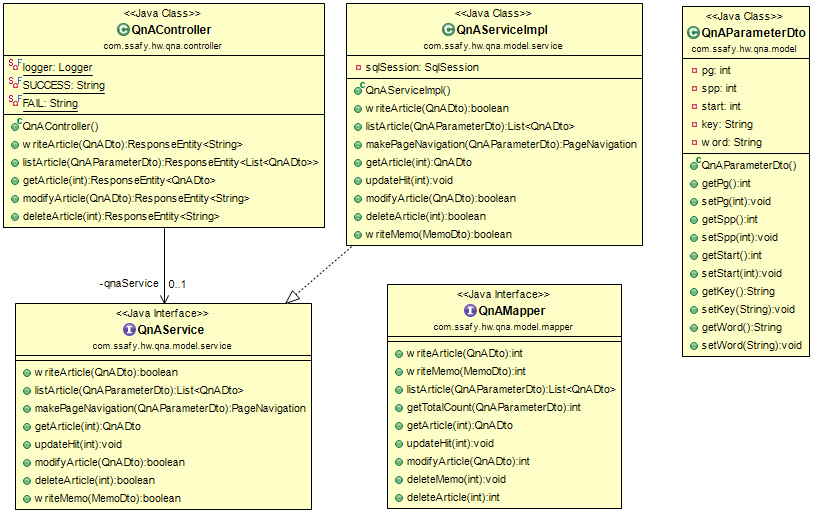 <<Java Class>>
QnAController
com.ssafy.hw.qna.controller
logger: Logger
SUCCESS: String
FAIL: String
QnAController()
writeArticle(QnADto):ResponseEntity<String>
listArticle(QnAParameterDto):ResponseEntity<List<QnADto>>
getArticle(int):ResponseEntity<QnADto>
modifyArticle(QnADto):ResponseEntity<String>
deleteArticle(int):ResponseEntity<String>
<<Java Class>>
QnAServiceImpl
com.ssafy.hw.qna.model.service
sqlSession: SqlSession
QnAServiceImpl()
writeArticle(QnADto):boolean
listArticle(QnAParameterDto):List<QnADto>
makePageNavigation(QnAParameterDto):PageNavigation
getArticle(int):QnADto
updateHit(int):void
modifyArticle(QnADto):boolean
deleteArticle(int):boolean
writeMemo(MemoDto):boolean
<<Java Class>>
QnAParameterDto
com.ssafy.hw.qna.model
pg: int
spp: int
start: int
key: String
word: String
QnAParameterDto()
getPg():int
setPg(int):void
getSpp():int
setSpp(int):void
getStart():int
setStart(int):void
getKey():String
setKey(String):void
getWord():String
setWord(String):void
-qnaService 0..1
<<Java Interface>>
QnAService
com.ssafy.hw.qna.model.service
writeArticle(QnADto):boolean
listArticle(QnAParameterDto):List<QnADto>
makePageNavigation(QnAParameterDto):PageNavigation
getArticle(int):QnADto
updateHit(int):void
modifyArticle(QnADto):boolean
deleteArticle(int):boolean
writeMemo(MemoDto):boolean
<<Java Interface>>
QnAMapper
com.ssafy.hw.qna.model.mapper
writeArticle(QnADto):int
writeMemo(MemoDto):int
listArticle(QnAParameterDto):List<QnADto>
getTotalCount(QnAParameterDto):int
getArticle(int):QnADto
updateHit(int):void
modifyArticle(QnADto):int
deleteMemo(int):void
deleteArticle(int):int